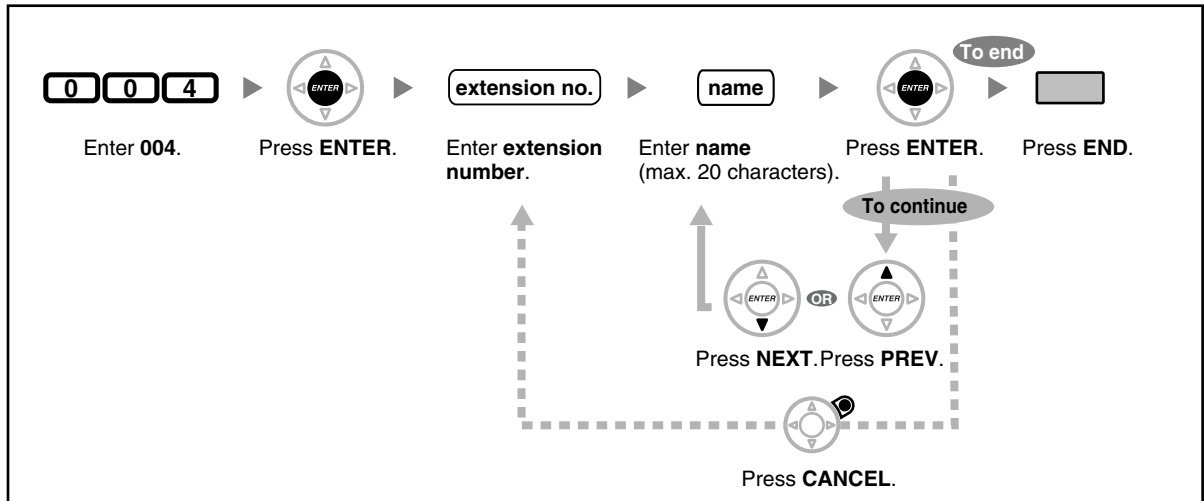 To end
0 0 4
ENTER
extension no.
name
ENTER
Enter 004.
Press ENTER.
Enter extension
number.
Enter name
(max. 20 characters).
Press ENTER.
Press END.
To continue
ENTER
OR
ENTER
Press NEXT.
Press PREV.
Press CANCEL.